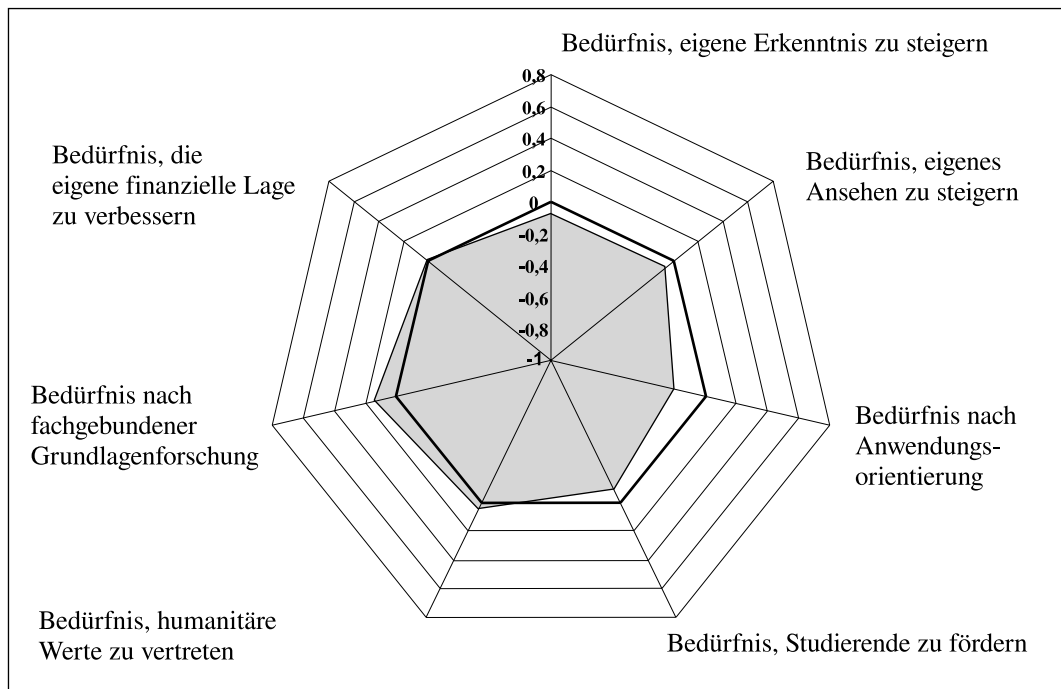 Bedürfnis, eigene Erkenntnis zu steigern
0,8
0,6
0,4
0,2
0
-0,2
-0,4
-0,6
-0,8
-1
Bedürfnis, eigenes
Ansehen zu steigern
Bedürfnis nach
Anwendungs-
orientierung
Bedürfnis, Studierende zu fördern
Bedürfnis, humanitäre
Werte zu vertreten
Bedürfnis nach
fachgebundener
Grundlagenforschung
Bedürfnis, die
eigene finanzielle Lage
zu verbessern